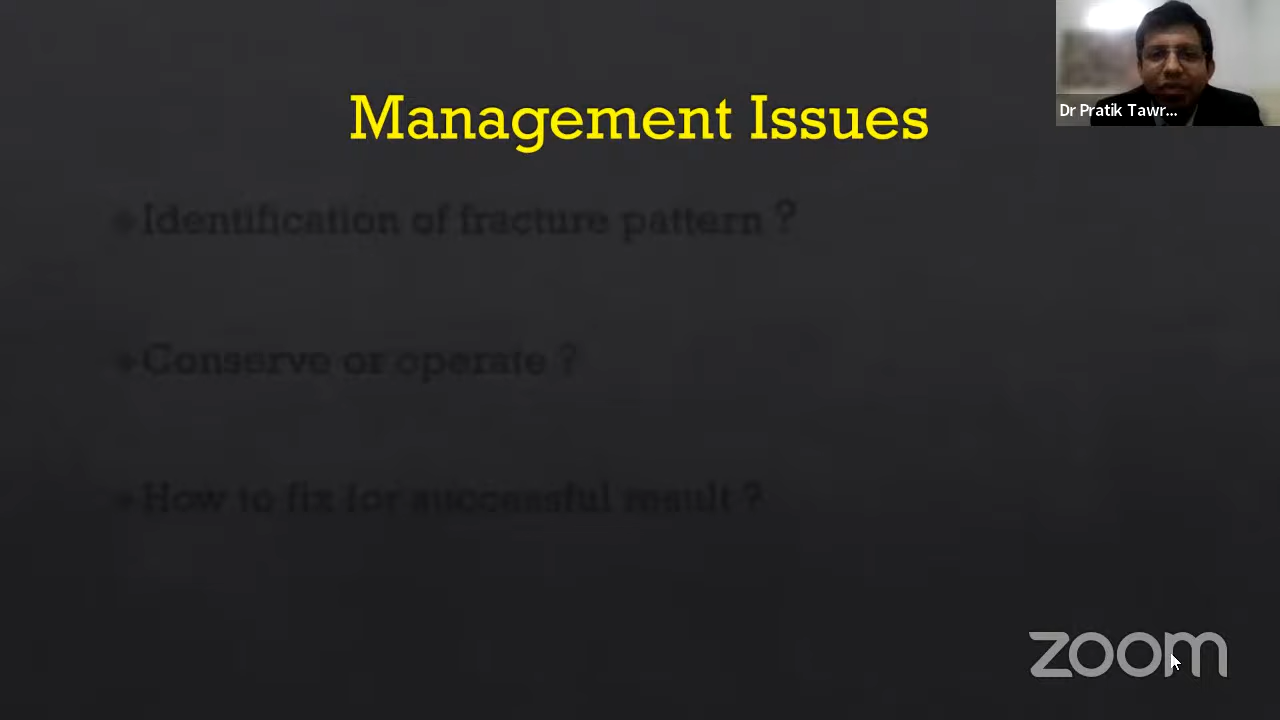 Management Issues
Dr Pratik Tawr...
Identification of fracture pattern ?
Conserve or operate ?
How to fix for successful result ?
zoom